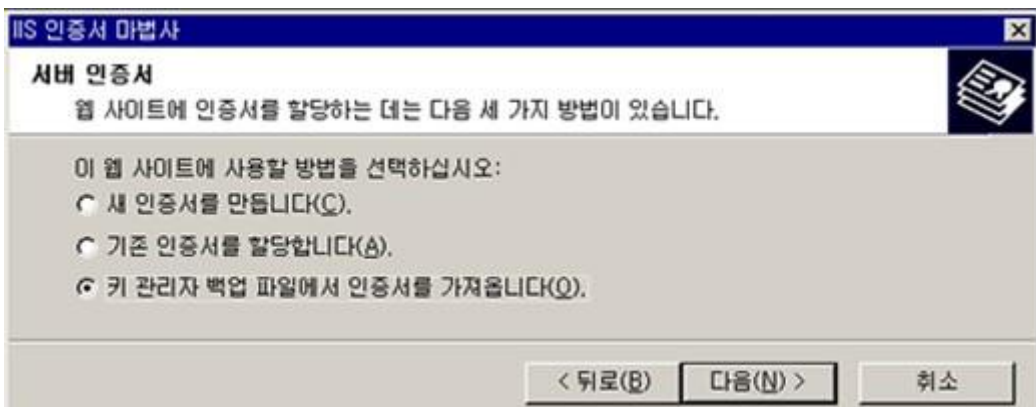 IIS 인증서 마법사
서버 인증서
웹 사이트에 인증서를 할당하는 데는 다음 세 가지 방법이 있습니다.
이 웹 사이트에 사용할 방법을 선택하십시오:
새 인증서를 만듭니다(C).
기존 인증서를 할당합니다(A).
키 관리자 백업 파일에서 인증서를 가져옵니다(O).
< 뒤로(B) 다음(N) > 취소